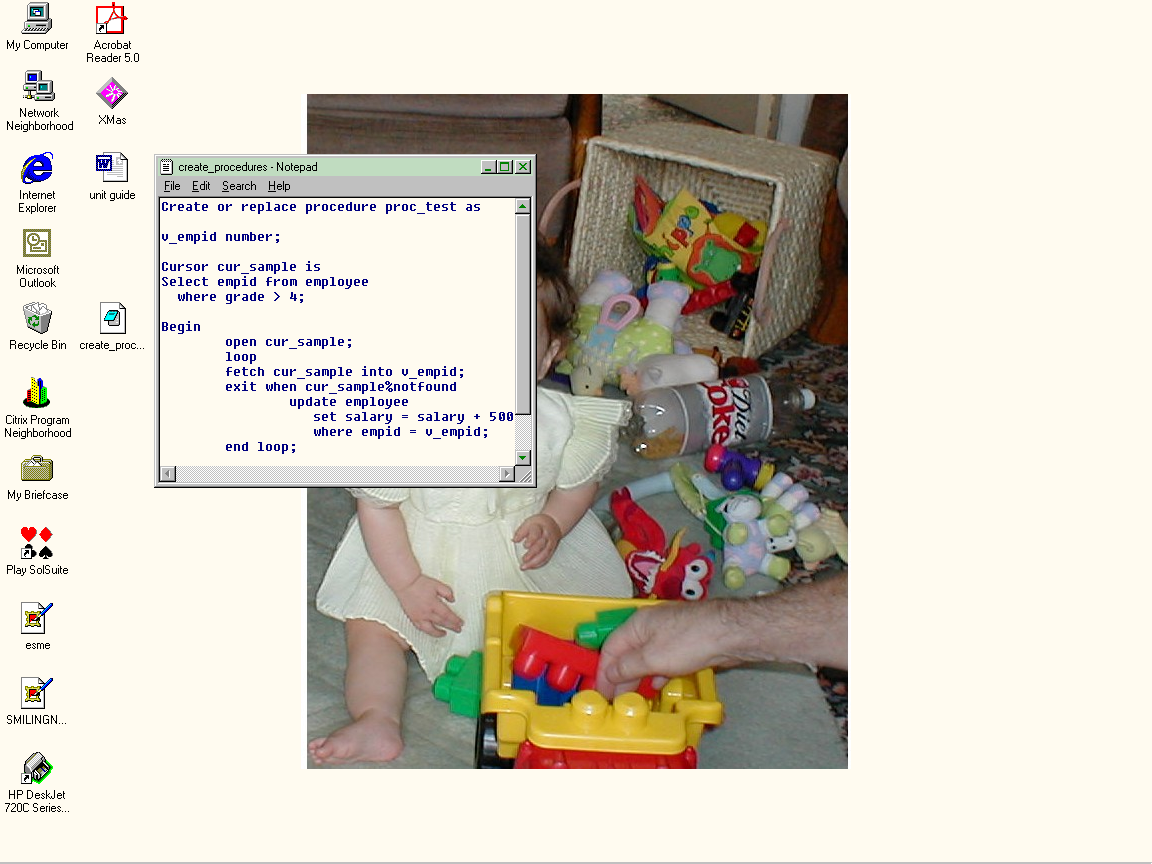 My Computer
Acrobat
Reader 5.0
Network
Neighborhood
XMas
Internet
Explorer
unit guide
Microsoft
Outlook
Recycle Bin
create_proc...
Citrix Program
Neighborhood
My Briefcase
Play SolSuite
esme
SMILINGN...
HP DeskJet
720C Series...
create_procedures - Notepad
File Edit Search Help
Create or replace procedure proc_test as
v_empid number;
Cursor cur_sample is
Select empid from employee
where grade > 4;
Begin
open cur_sample;
loop
fetch cur_sample into v_empid;
exit when cur_sample%notfound
update employee
set salary = salary + 500
where empid = v_empid;
end loop;
Diet
Coke